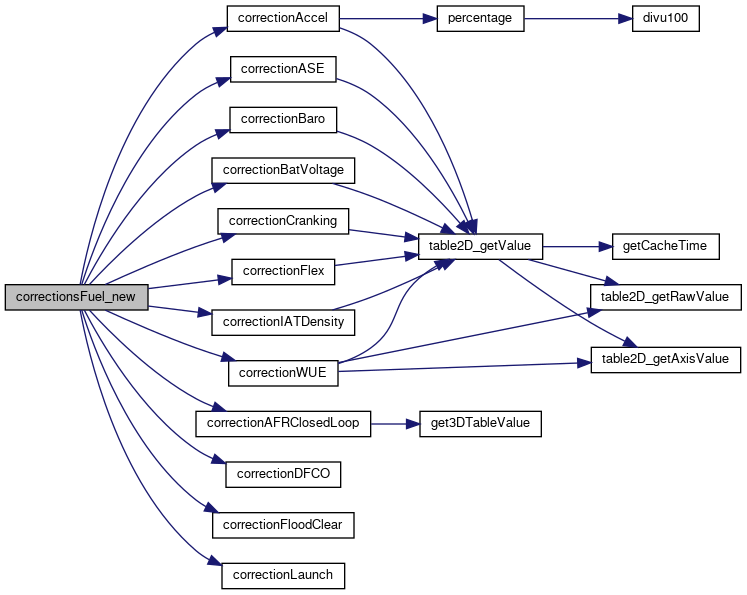 correctionAccel
percentage
divu100
correctionASE
correctionBaro
correctionBatVoltage
correctionCranking
table2D_getValue
getCacheTime
correctionFlex
correctionsFuel_new
table2D_getRawValue
correctionIATDensity
table2D_getAxisValue
correctionWUE
correctionAFRClosedLoop
get3DTableValue
correctionDFCO
correctionFloodClear
correctionLaunch